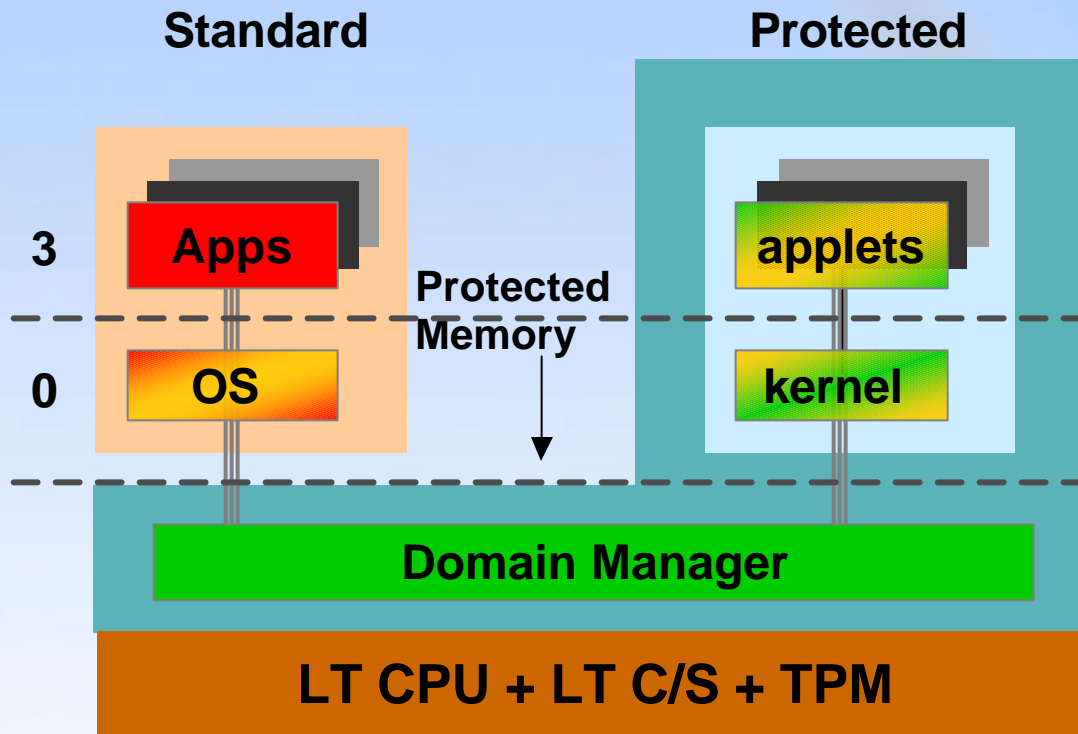 Standard
Protected
3
Apps
applets
Protected
Memory
0
OS
kernel
Domain Manager
LT CPU + LT C/S + TPM